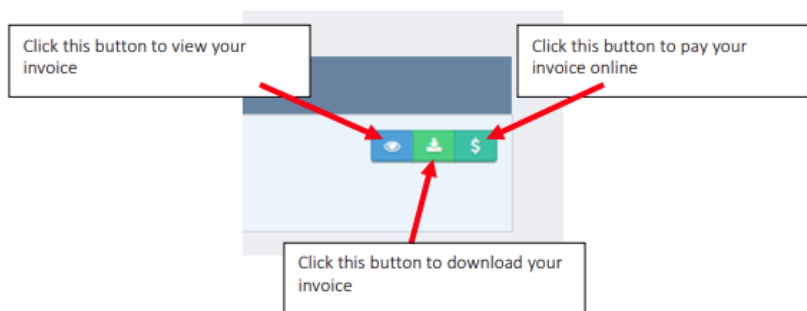 Click this button to view your
invoice
Click this button to pay your
invoice online
$
Click this button to download your
invoice